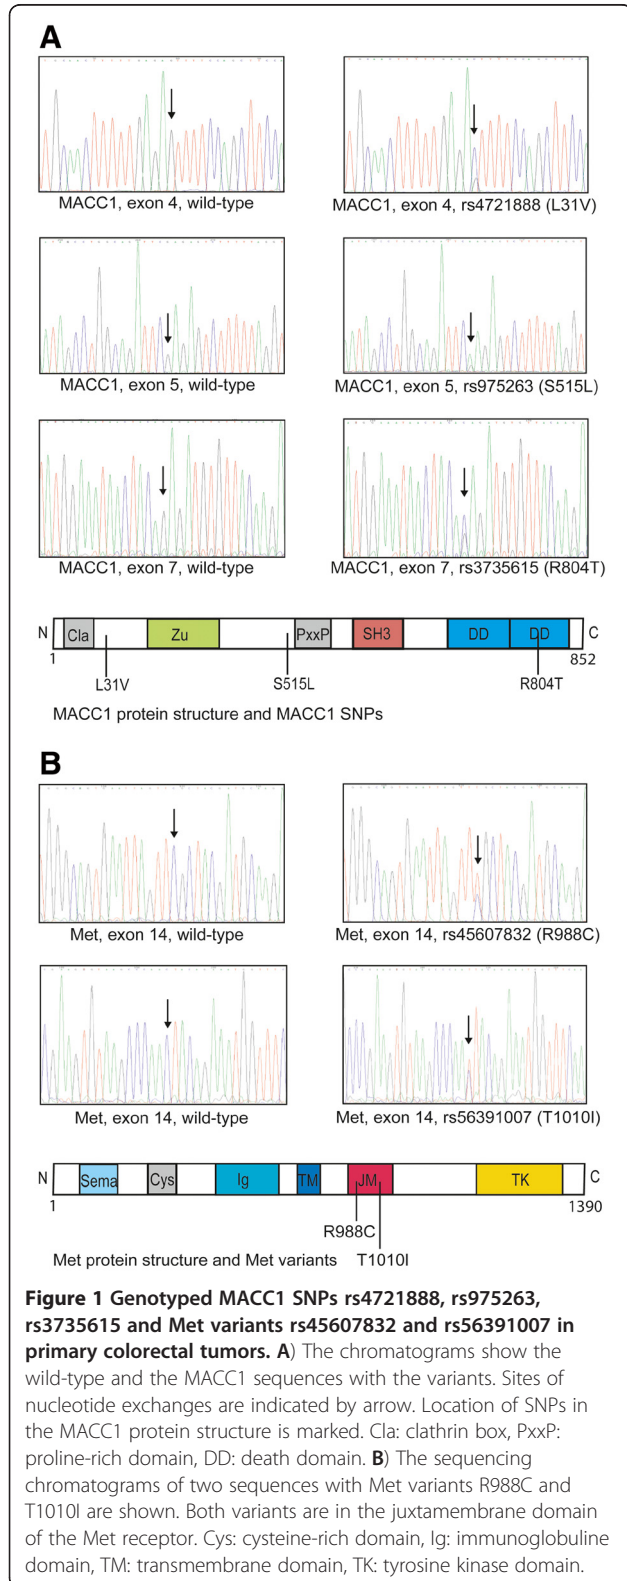 A
MACC1, exon 4, wild-type
MACC1, exon 4, rs4721888 (L31V)
MACC1, exon 5, wild-type
MACC1, exon 5, rs975263 (S515L)
MACC1, exon 7, wild-type
MACC1, exon 7, rs3735615 (R804T)
N Cla Zu PxxP SH3 DD DD C
1 852
L31V S515L R804T
MACC1 protein structure and MACC1 SNPs
B
Met, exon 14, wild-type
Met, exon 14, rs45607832 (R988C)
Met, exon 14, wild-type
Met, exon 14, rs56391007 (T1010I)
N Sema Cys Ig TM JM TK C
1 1390
R988C
Met protein structure and Met variants T1010I
Figure 1 Genotyped MACC1 SNPs rs4721888, rs975263,
rs3735615 and Met variants rs45607832 and rs56391007 in
primary colorectal tumors. A) The chromatograms show the
wild-type and the MACC1 sequences with the variants. Sites of
nucleotide exchanges are indicated by arrow. Location of SNPs in
the MACC1 protein structure is marked. Cla: clathrin box, PxxP:
proline-rich domain, DD: death domain. B) The sequencing
chromatograms of two sequences with Met variants R988C and
T1010I are shown. Both variants are in the juxtamembrane domain
of the Met receptor. Cys: cysteine-rich domain, Ig: immunoglobuline
domain, TM: transmembrane domain, TK: tyrosine kinase domain.